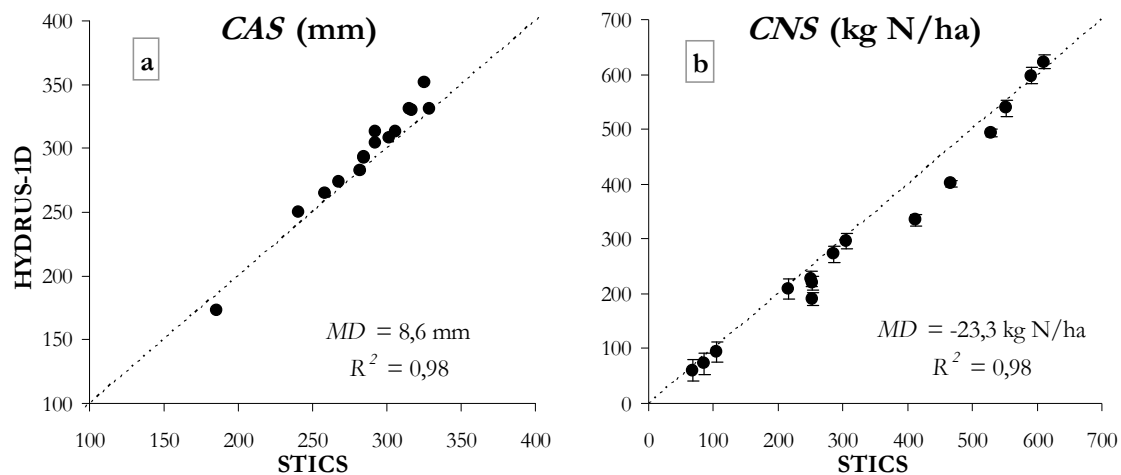 CAS (mm)
a
400
350
300
250
200
150
100
HYDRUS-1D
MD = 8,6 mm
R² = 0,98
100 150 200 250 300 350 400
STICS
CNS (kg N/ha)
b
700
600
500
400
300
200
100
0
MD = -23,3 kg N/ha
R² = 0,98
0 100 200 300 400 500 600 700
STICS